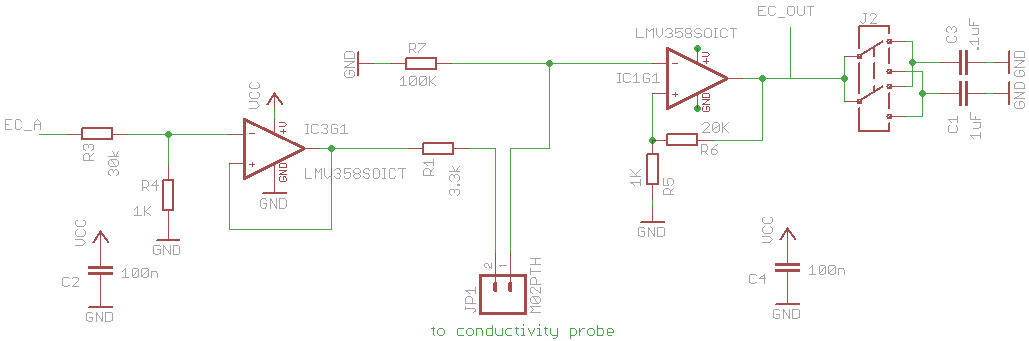 EC_OUT
J2
LMV358SOICT
C3
.1uF
GND
R7
100K
GND
+V
IC1G1
-
+
GND
GND
C1
1uF
VCC
EC_A
+V
IC3G1
-
+
GND
LMV358SOICT
GND
R3
30k
R4
1K
GND
R1
3.3k
20K
R6
1K
R5
GND
VCC
C2
100n
GND
2
1
JP1
M02PTH
VCC
C4
100n
GND
to conductivity probe